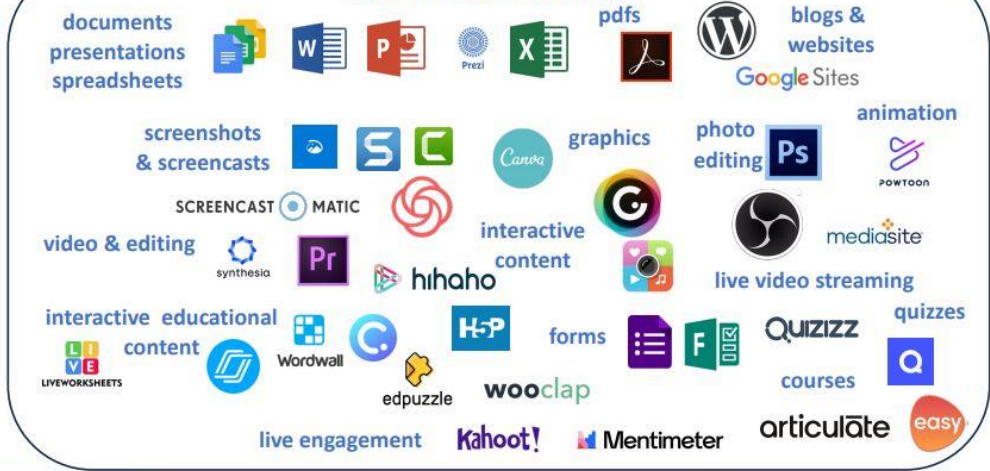 documents
presentations
spreadsheets
W
P
Prezi
X
pdfs
blogs &
websites
Google Sites
screenshots
& screencasts
S
C
Canva
graphics
photo
editing
Ps
animation
POWTOON
SCREENCAST MATIC
G
interactive
content
mediasite
live video streaming
video & editing
synthesia
Pr
hihaho
interactive educational
content
LIVE
LIVEWORKSHEETS
Wordwall
C
edpuzzle
H5P
forms
F
QUIZIZZ
quizzes
Q
wooclap
courses
live engagement
Kahoot!
Mentimeter
articulate
easy